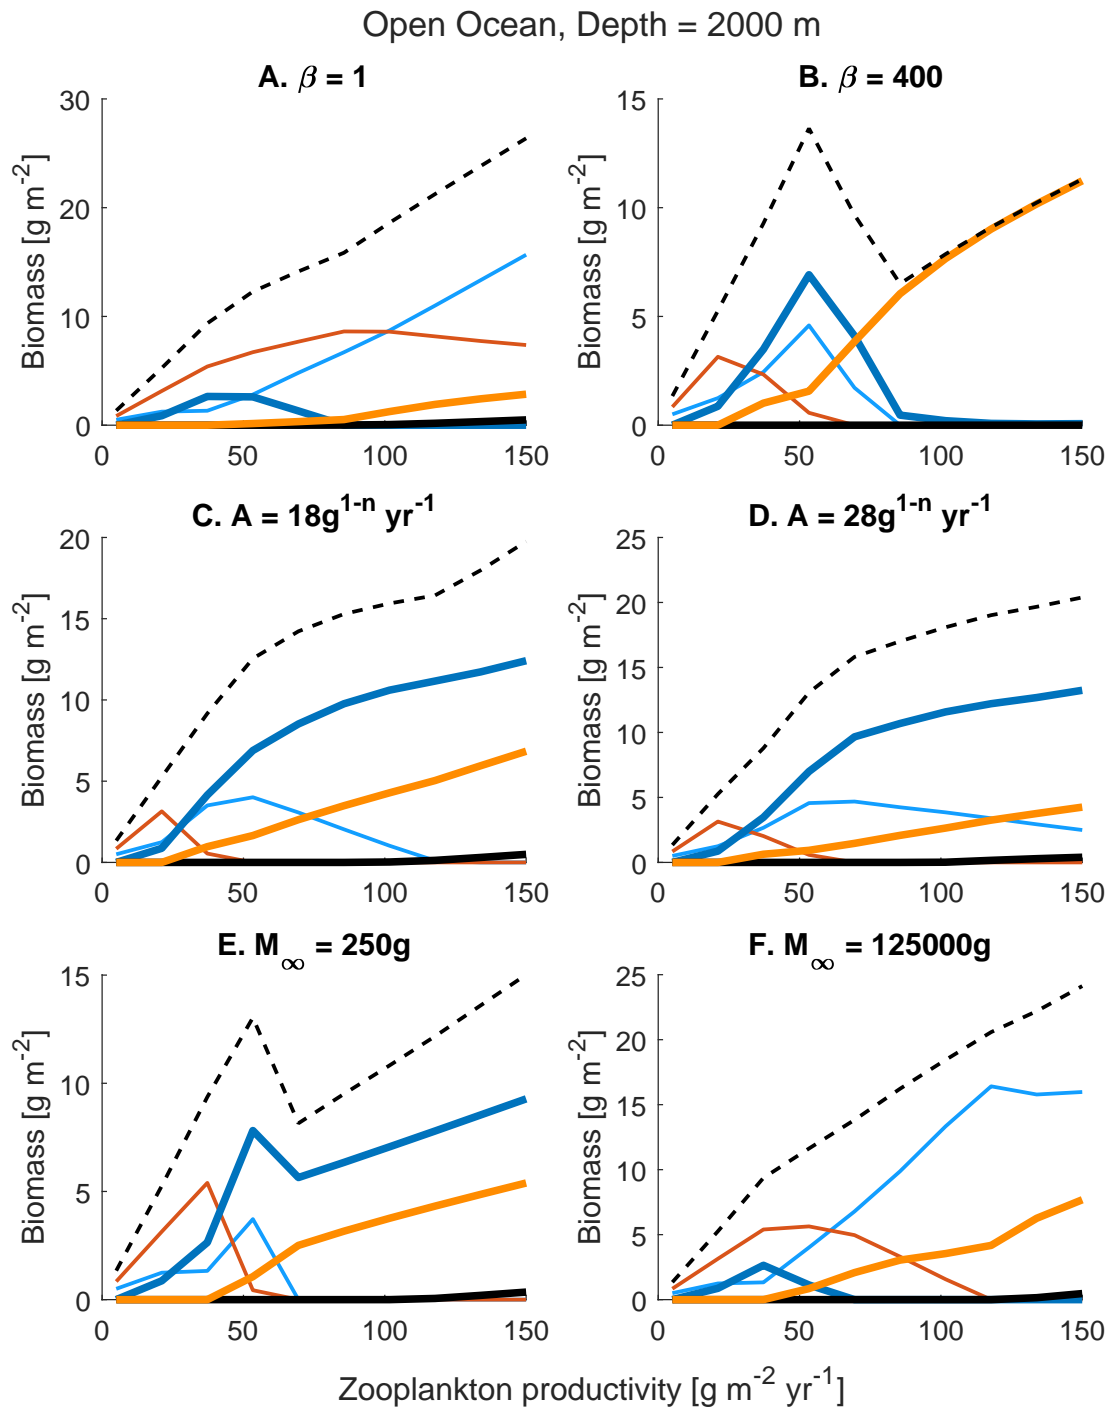 Open Ocean, Depth = 2000 m
A. β = 1
B. β = 400
Biomass [g m⁻²]
30
20
10
0
0 50 100 150
Biomass [g m⁻²]
15
10
5
0
0 50 100 150
C. A = 18g¹⁻ⁿ yr⁻¹
D. A = 28g¹⁻ⁿ yr⁻¹
Biomass [g m⁻²]
20
15
10
5
0
0 50 100 150
Biomass [g m⁻²]
25
20
15
10
5
0
0 50 100 150
E. M∞ = 250g
F. M∞ = 125000g
Biomass [g m⁻²]
15
10
5
0
0 50 100 150
Biomass [g m⁻²]
25
20
15
10
5
0
0 50 100 150
Zooplankton productivity [g m⁻² yr⁻¹]